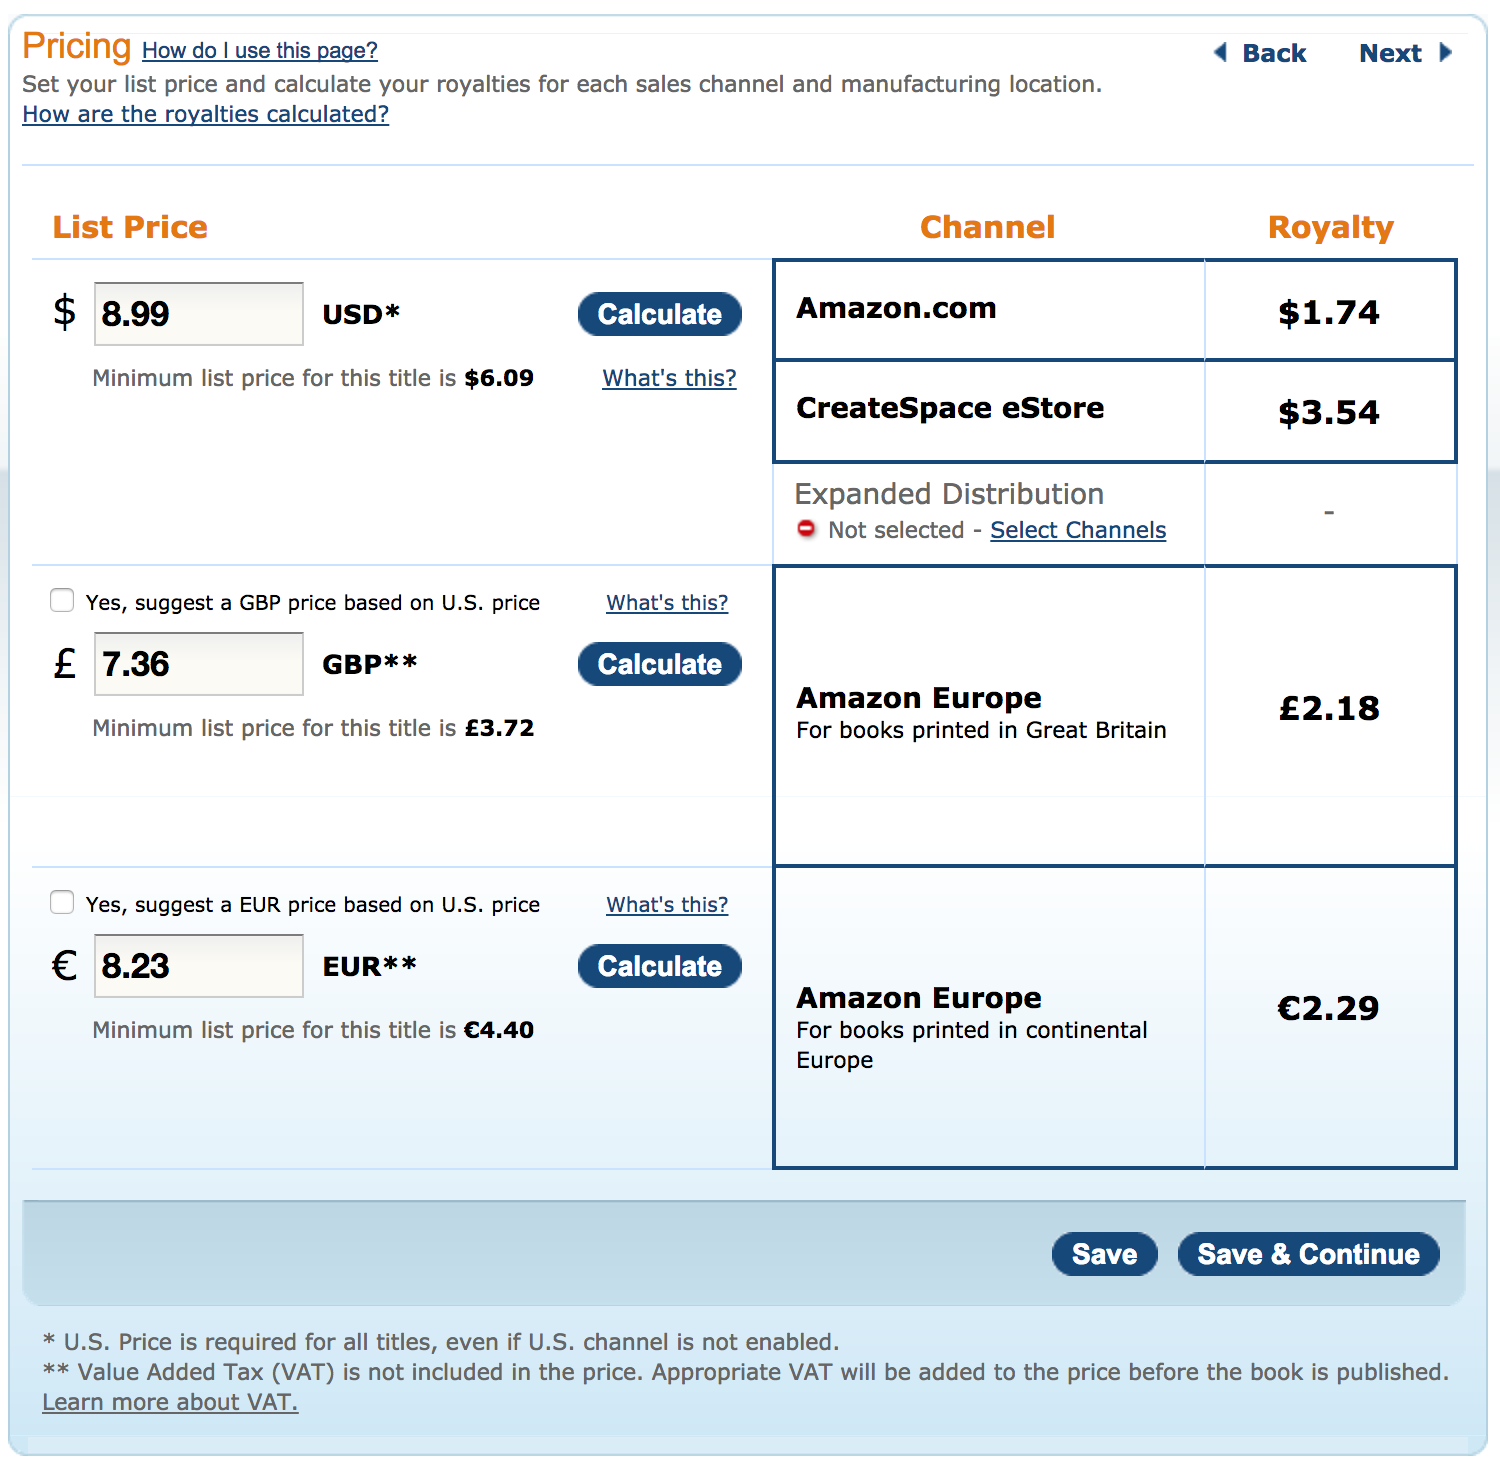 Pricing How do I use this page?
Back Next
Set your list price and calculate your royalties for each sales channel and manufacturing location.
How are the royalties calculated?
List Price Channel Royalty
$ 8.99 USD* Calculate
Minimum list price for this title is $6.09 What's this?
Amazon.com $1.74
CreateSpace eStore $3.54
Expanded Distribution
Not selected - Select Channels -
Yes, suggest a GBP price based on U.S. price What's this?
£ 7.36 GBP** Calculate
Minimum list price for this title is £3.72
Amazon Europe £2.18
For books printed in Great Britain
Yes, suggest a EUR price based on U.S. price What's this?
€ 8.23 EUR** Calculate
Minimum list price for this title is €4.40
Amazon Europe €2.29
For books printed in continental
Europe
Save Save & Continue
* U.S. Price is required for all titles, even if U.S. channel is not enabled.
** Value Added Tax (VAT) is not included in the price. Appropriate VAT will be added to the price before the book is published.
Learn more about VAT.